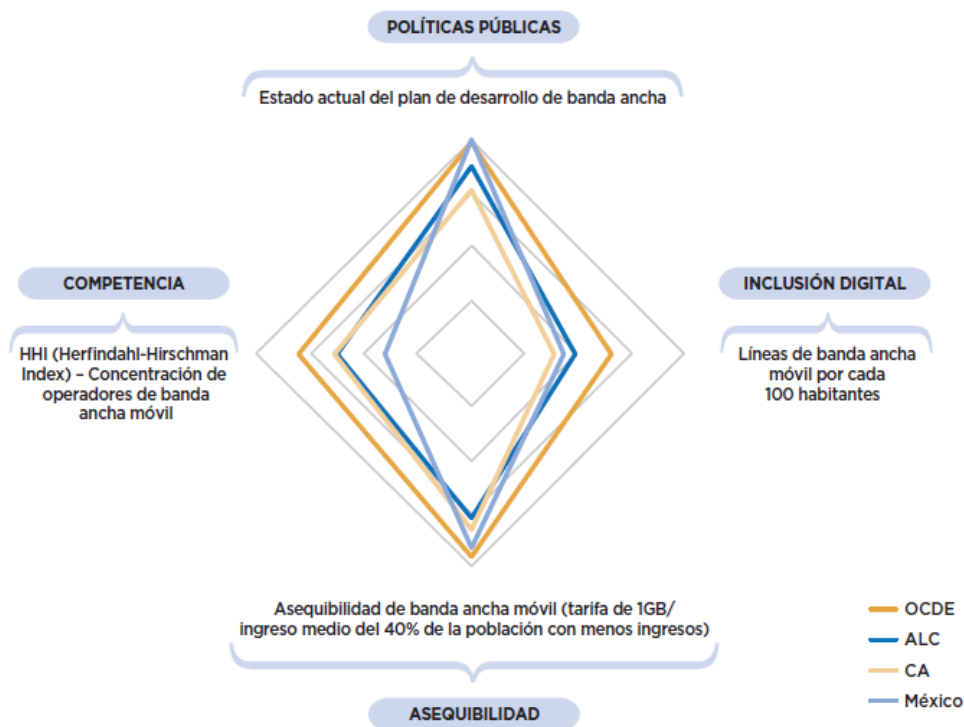 POLÍTICAS PÚBLICAS
Estado actual del plan de desarrollo de banda ancha
COMPETENCIA
HHI (Herfindahl-Hirschman
Index) – Concentración de
operadores de banda
ancha móvil
INCLUSIÓN DIGITAL
Líneas de banda ancha
móvil por cada
100 habitantes
Asequibilidad de banda ancha móvil (tarifa de 1GB/
ingreso medio del 40% de la población con menos ingresos)
ASEQUIBILIDAD
OCDE
ALC
CA
México